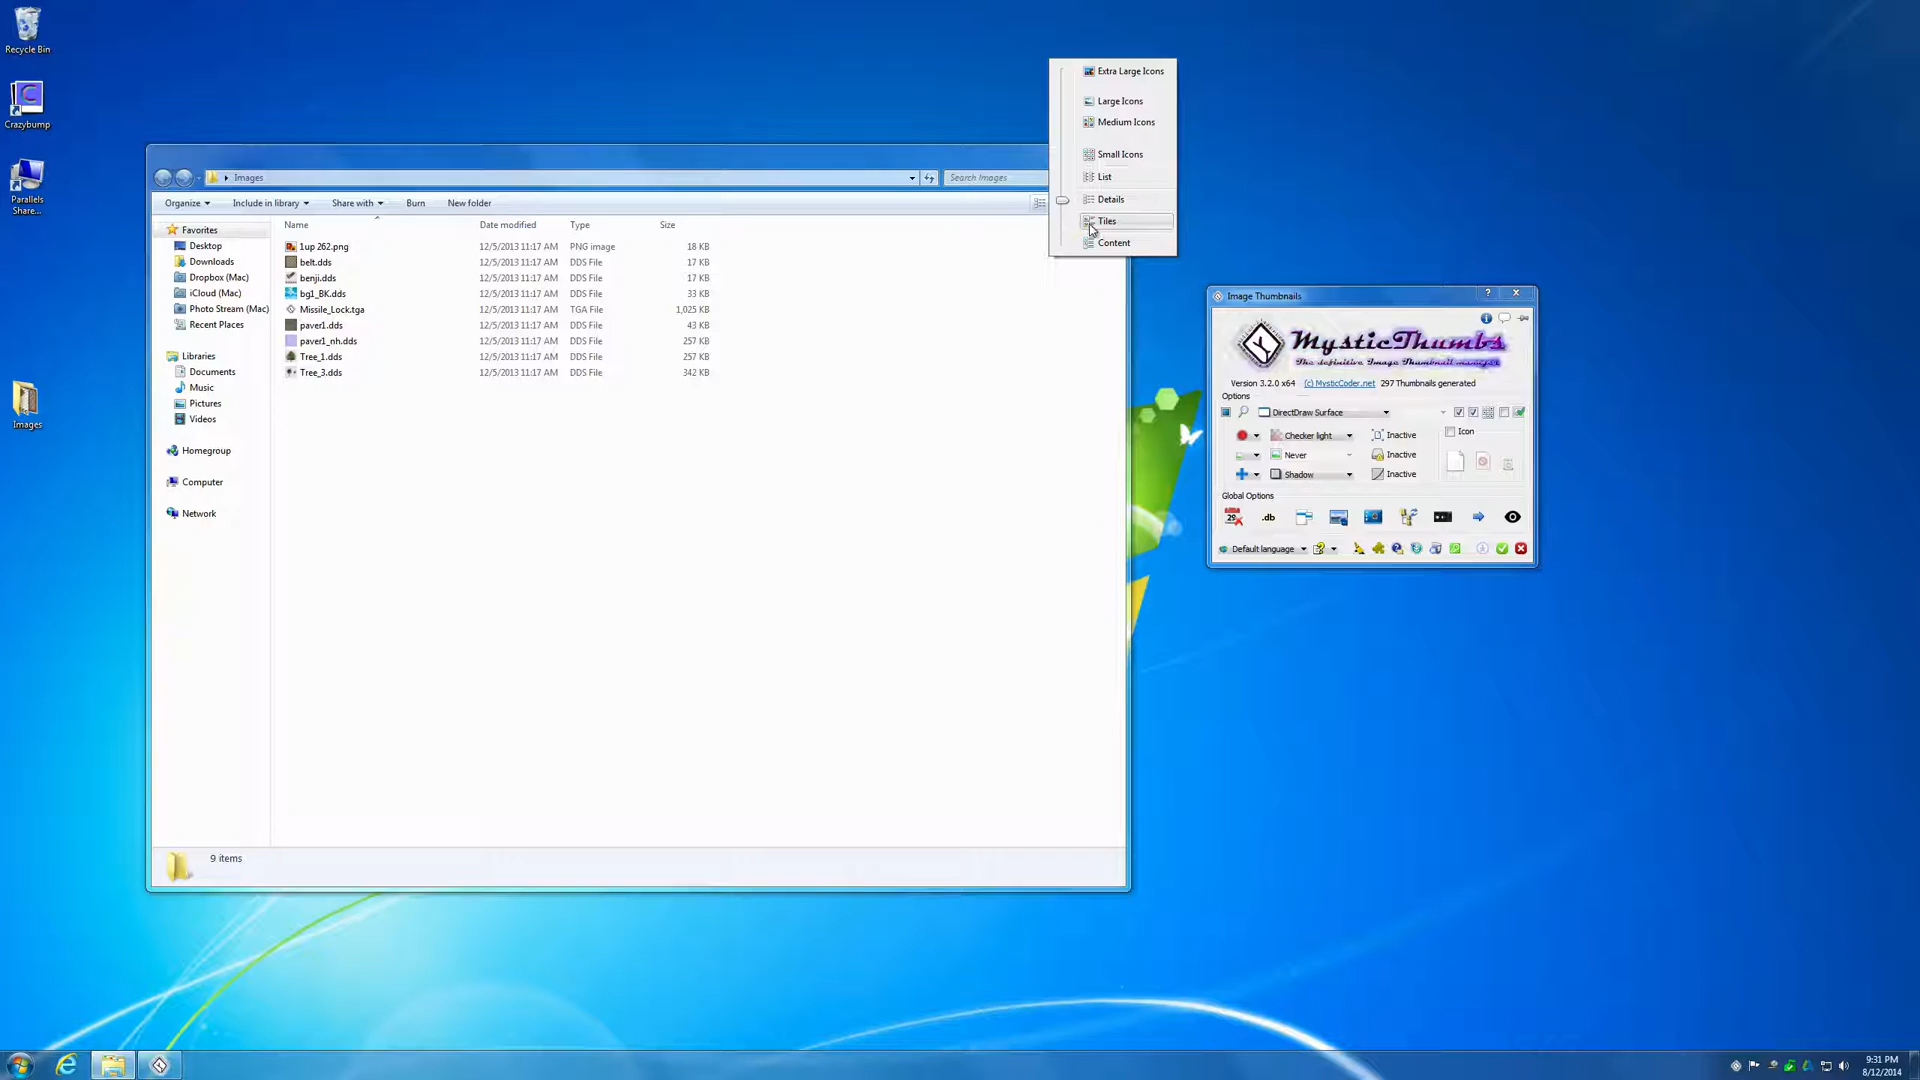 Recycle Bin
Crazybump
Parallels
Share...
Images
Images
Search Images
Organize
Include in library
Share with
Burn
New folder
Favorites
Desktop
Downloads
Dropbox (Mac)
iCloud (Mac)
Photo Stream (Mac)
Recent Places
Libraries
Documents
Music
Pictures
Videos
Homegroup
Computer
Network
Name Date modified Type Size
1up 262.png 12/5/2013 11:17 AM PNG image 18 KB
belt.dds 12/5/2013 11:17 AM DDS File 17 KB
benji.dds 12/5/2013 11:17 AM DDS File 17 KB
bg1_BK.dds 12/5/2013 11:17 AM DDS File 33 KB
Missile_Lock.tga 12/5/2013 11:17 AM TGA File 1,025 KB
paver1.dds 12/5/2013 11:17 AM DDS File 43 KB
paver1_nh.dds 12/5/2013 11:17 AM DDS File 257 KB
Tree_1.dds 12/5/2013 11:17 AM DDS File 257 KB
Tree_3.dds 12/5/2013 11:17 AM DDS File 342 KB
9 items
Extra Large Icons
Large Icons
Medium Icons
Small Icons
List
Details
Tiles
Content
Image Thumbnails
MysticThumbs
The definitive Image Thumbnail manager
Version 3.2.0 x64 (c) MysticCoder.net 297 Thumbnails generated
Options
DirectDraw Surface
Checker light Inactive Icon
Never Inactive
Shadow Inactive
Global Options
29 .db
Default language
9:31 PM
8/12/2014